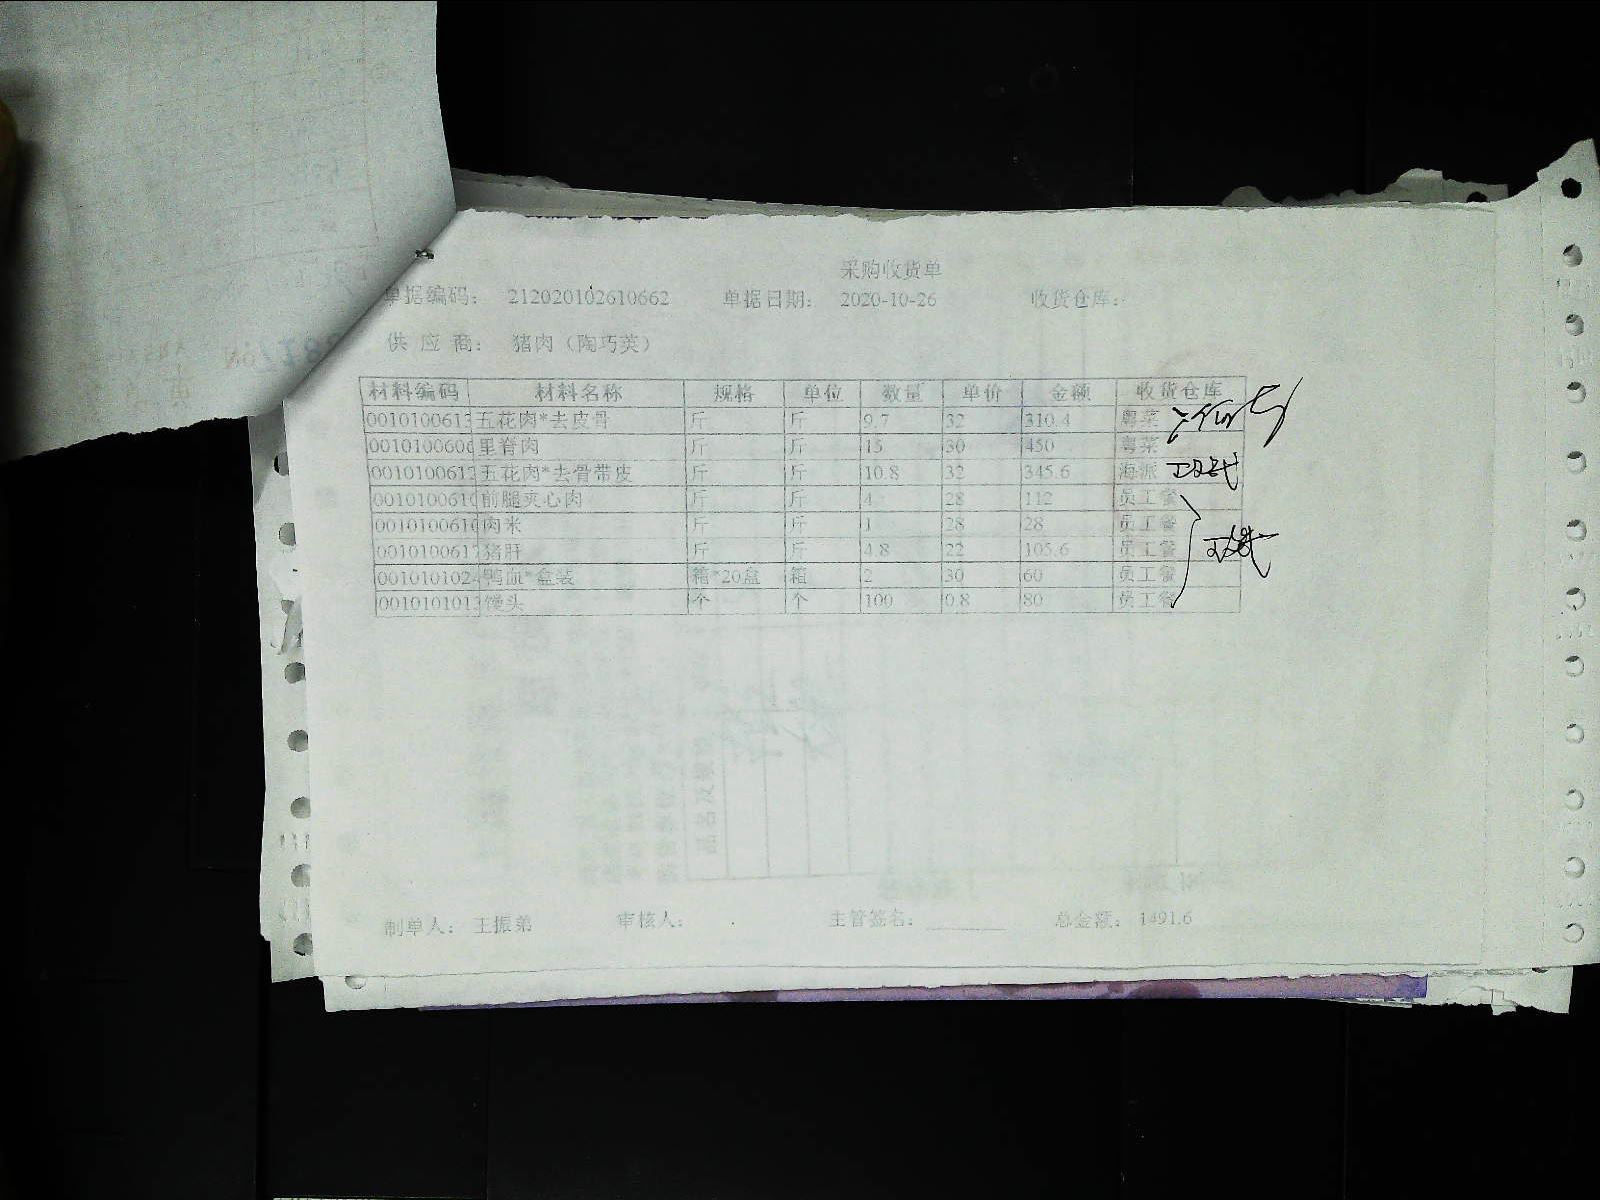 采购收货单
单据编码： 212020102610662 单据日期： 2020-10-26 收货仓库：
供 应 商： 猪肉（陶巧英）
材料编码 材料名称 规格 单位 数量 单价 金额 收货仓库
0010100613 五花肉*去皮骨 斤 斤 9.7 32 310.4 粤菜
001010060 里脊肉 斤 斤 15 30 450 粤菜
001010061 五花肉*去骨带皮 斤 斤 10.8 32 345.6 海派
001010061 前腿夹心肉 斤 斤 4 28 112 员工餐
001010061 肉米 斤 斤 1 28 28 员工餐
001010061 猪肝 斤 斤 4.8 22 105.6 员工餐
001010102 鸭血*盒装 箱*20盒 箱 2 30 60 员工餐
001010101 馒头 个 个 100 0.8 80 员工餐
制单人： 王振弟 审核人： 主管签名： 总金额： 1491.6